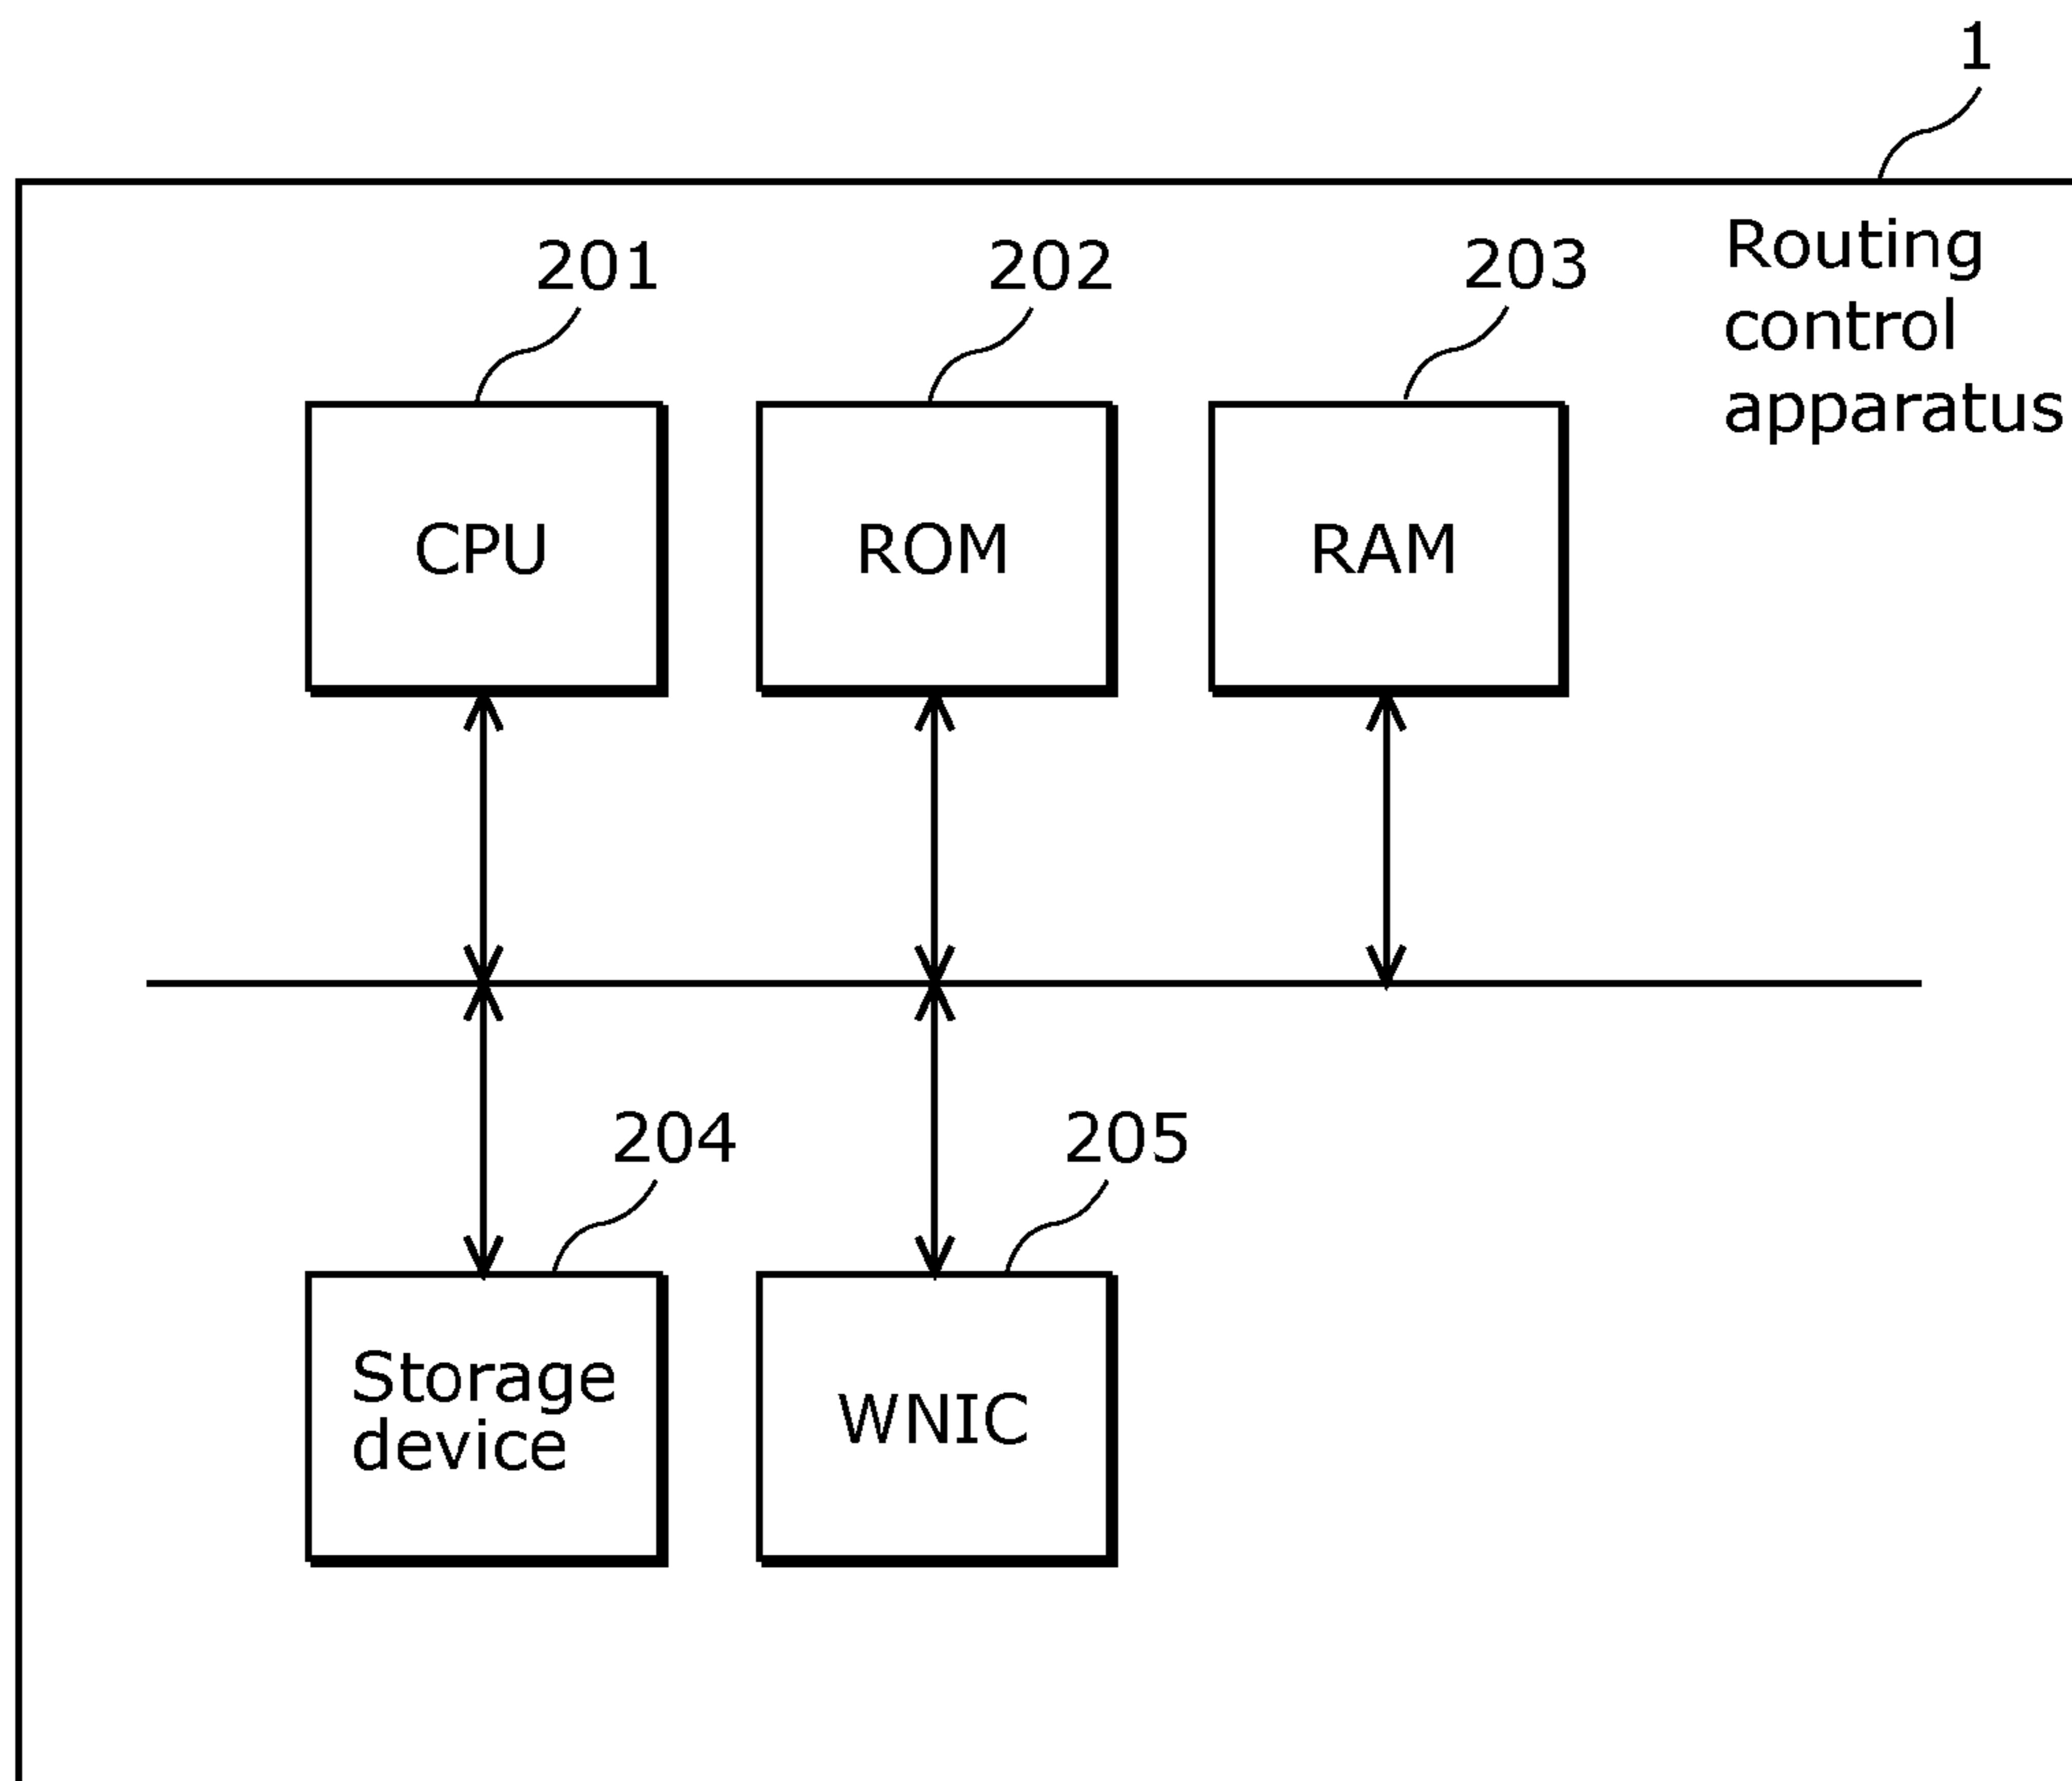 1
Routing
control
apparatus
201
202
203
CPU
ROM
RAM
204
205
Storage
device
WNIC